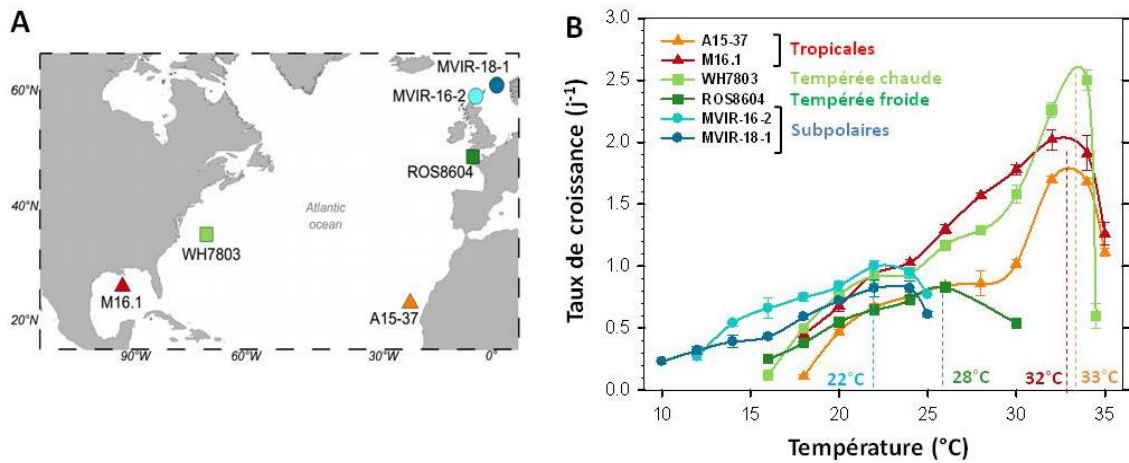 A
60°N
40°N
20°N
90°W
60°W
30°W
0°
MVIR-18-1
MVIR-16-2
ROS8604
Atlantic
ocean
WH7803
M16.1
A15-37
B
Taux de croissance (j⁻¹)
3.0
2.5
2.0
1.5
1.0
0.5
0.0
A15-37
M16.1
Tropicales
WH7803 Tempérée chaude
ROS8604 Tempérée froide
MVIR-16-2
MVIR-18-1
Subpolaires
22°C 28°C 32°C 33°C
10 15 20 25 30 35
Température (°C)